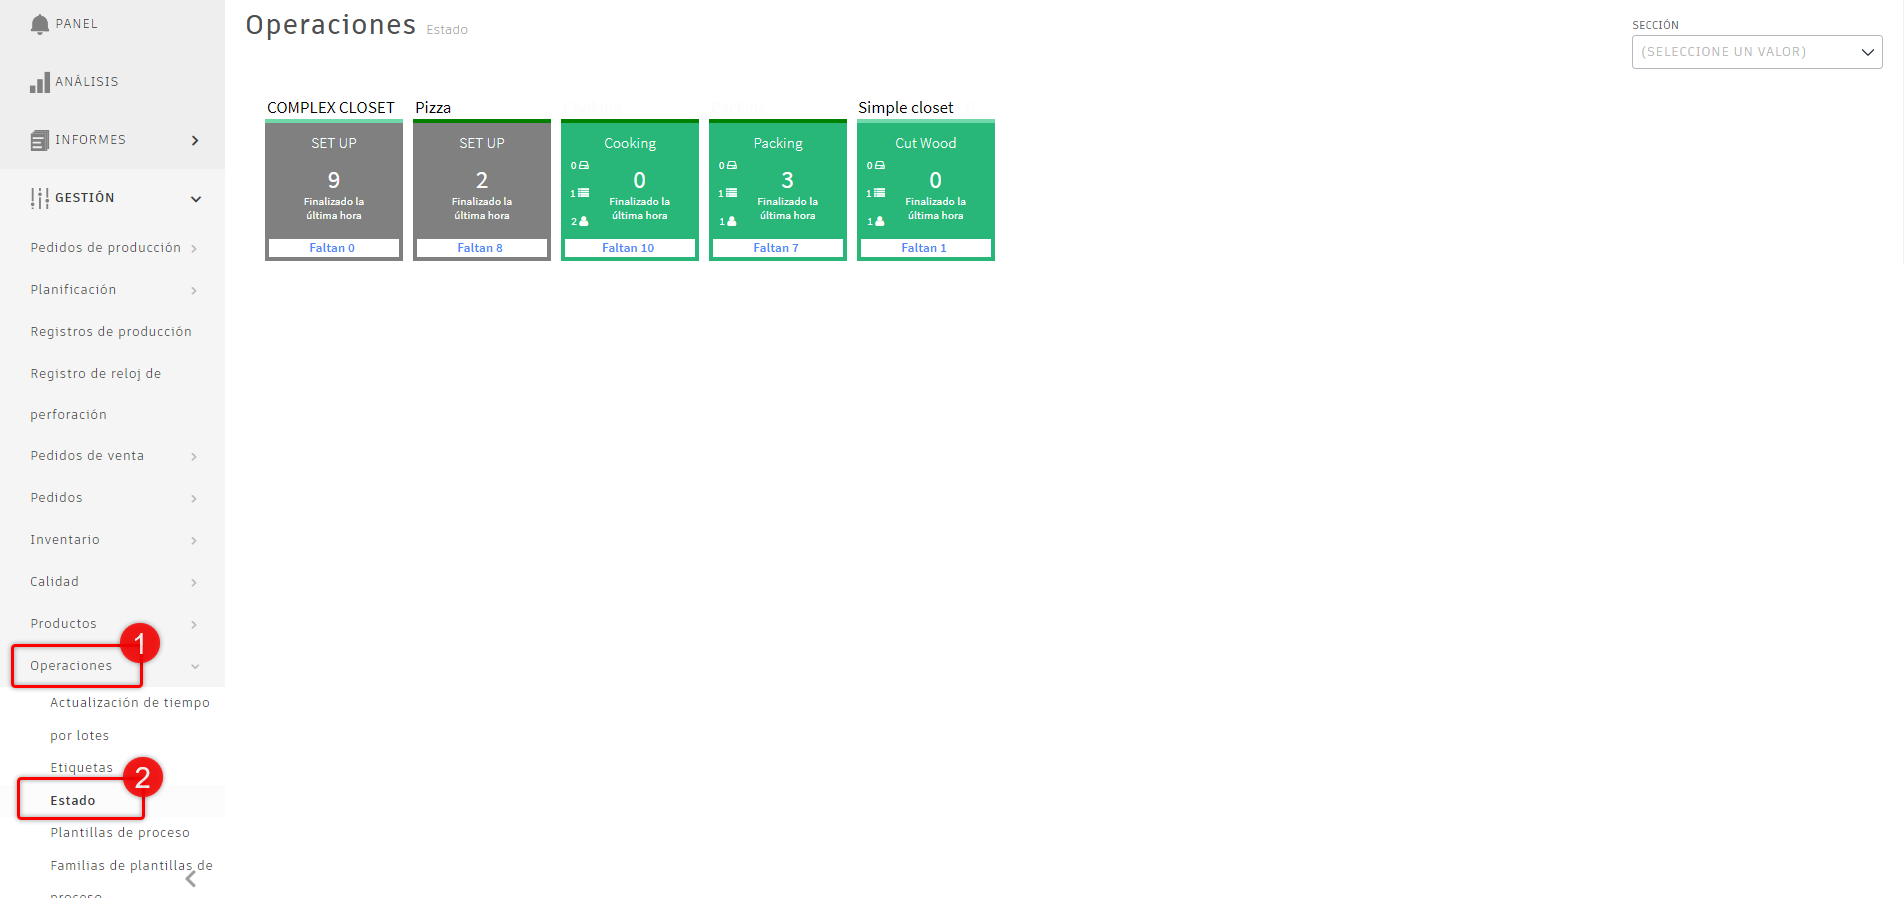 PANEL
ANÁLISIS
INFORMES
GESTIÓN
Pedidos de producción
Planificación
Registros de producción
Registro de reloj de
perforación
Pedidos de venta
Pedidos
Inventario
Calidad
Productos
1
Operaciones
Actualización de tiempo
por lotes
Etiquetas
2
Estado
Plantillas de proceso
Familias de plantillas de
proceso
Operaciones Estado
SECCIÓN
(SELECCIONE UN VALOR)
COMPLEX CLOSET
SET UP
9
Finalizado la
última hora
Faltan 0
Pizza
SET UP
2
Finalizado la
última hora
Faltan 8
Cooking
0
1
2
0
Finalizado la
última hora
Faltan 10
Packing
0
1
1
3
Finalizado la
última hora
Faltan 7
Simple closet
Cut Wood
0
1
1
0
Finalizado la
última hora
Faltan 1